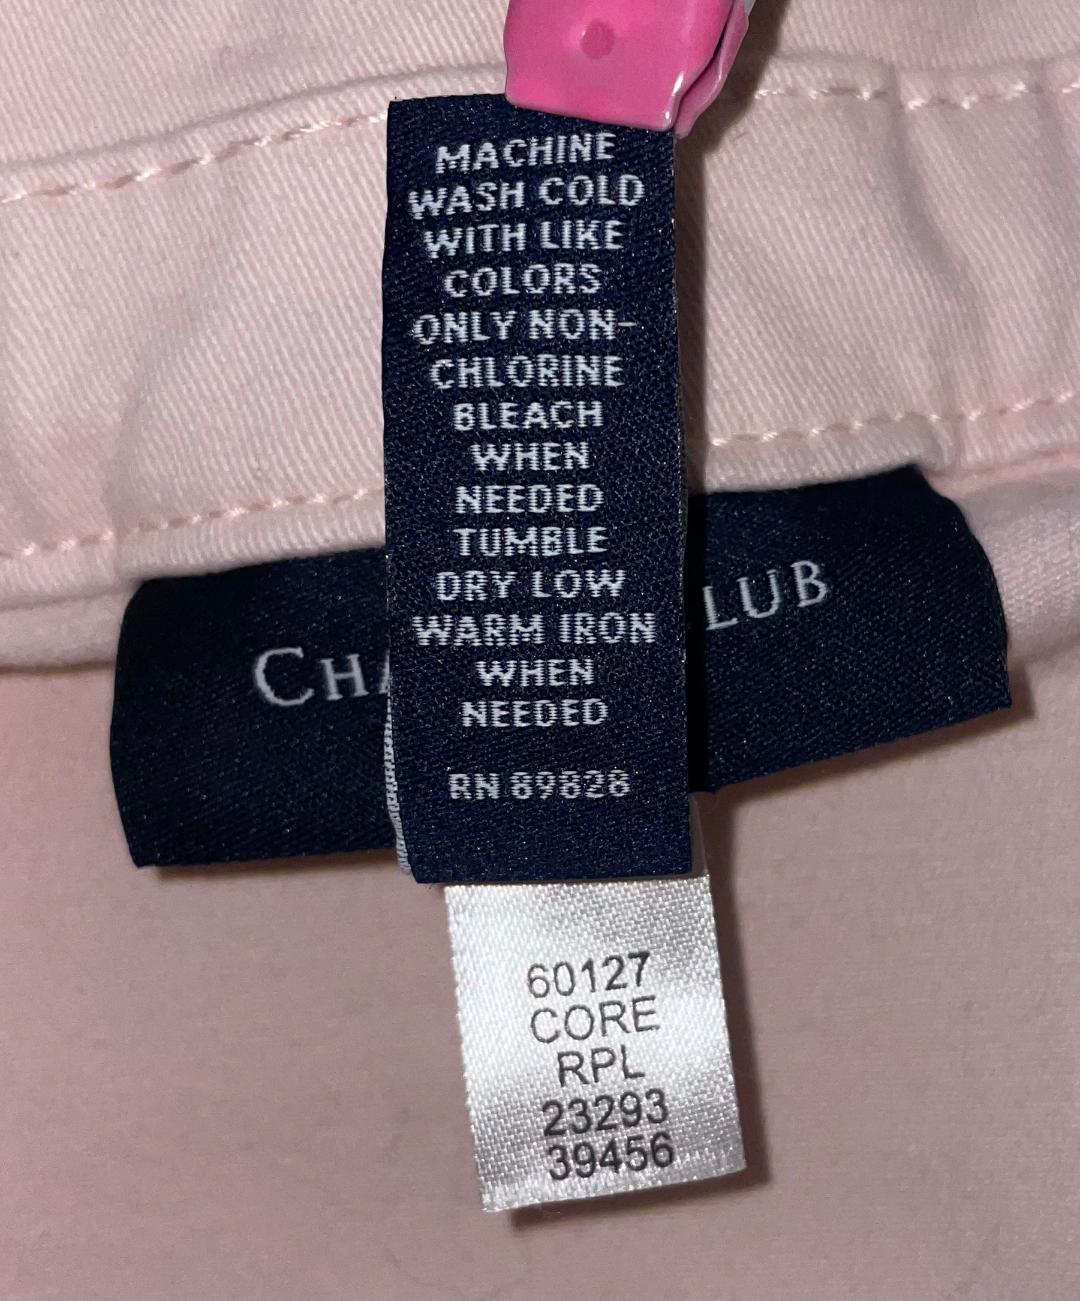 MACHINE
WASH COLD
WITH LIKE
COLORS
ONLY NON-
CHLORINE
BLEACH
WHEN
NEEDED
TUMBLE
DRY LOW
WARM IRON
WHEN
NEEDED
RN 89828
CHA LUB
60127
CORE
RPL
23293
39456